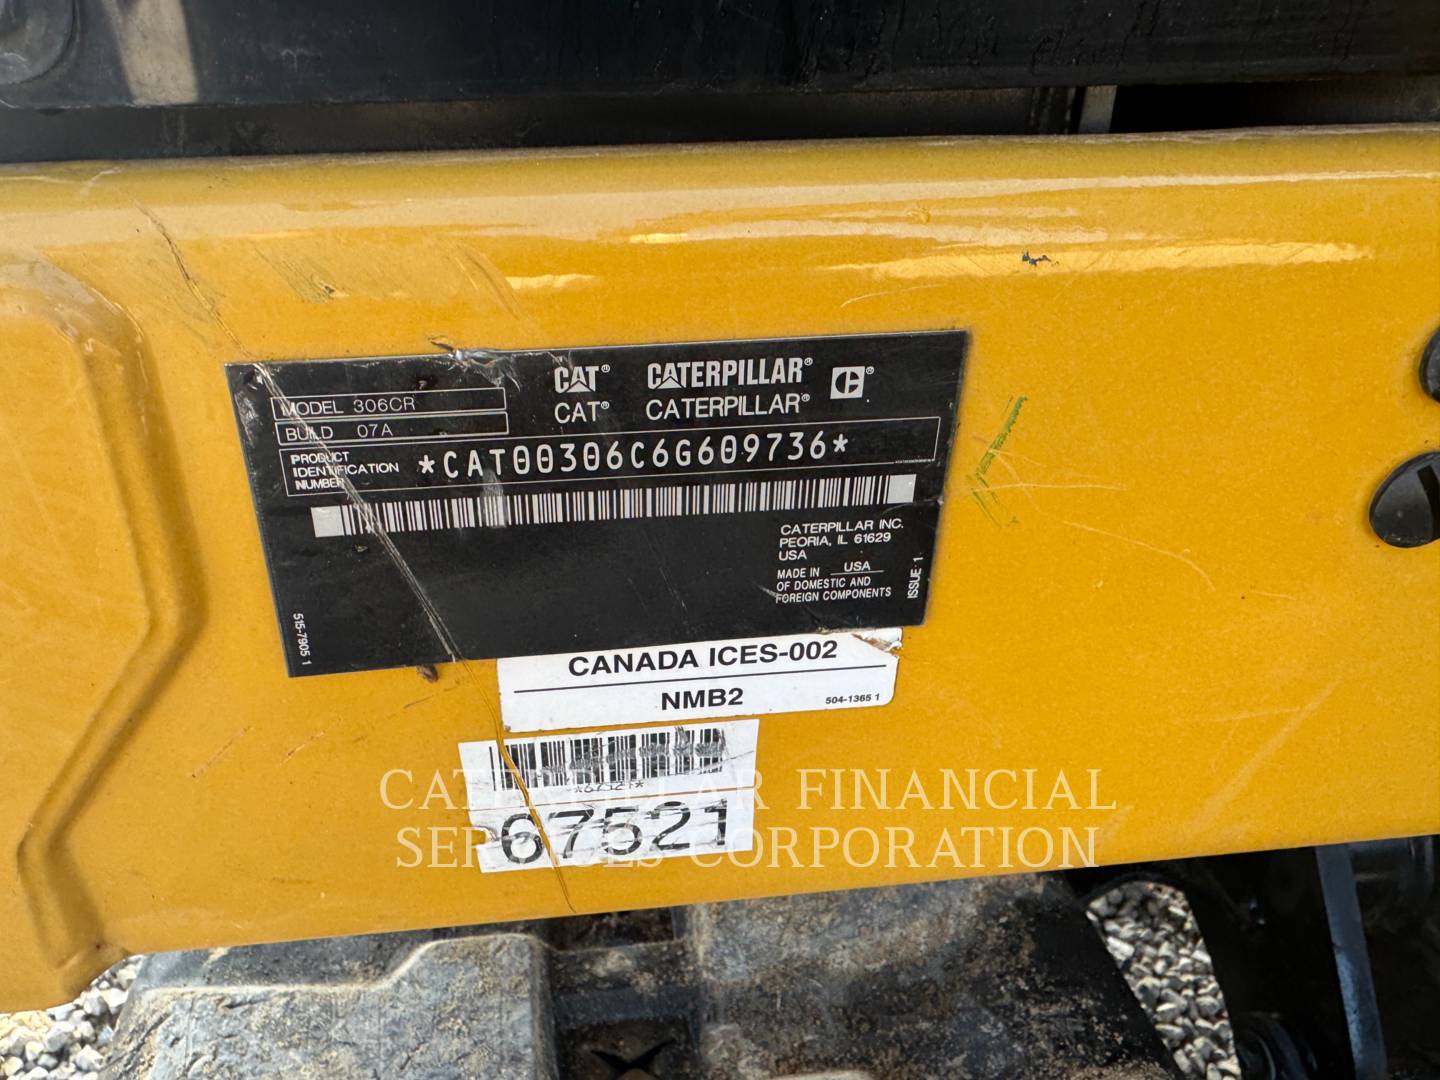 MODEL 306CR
BUILD 07A
CAT® CATERPILLAR® C®
CAT® CATERPILLAR®
PRODUCT
IDENTIFICATION
NUMBER
*CAT00306C6G609736*
CATERPILLAR INC.
PEORIA, IL 61629
USA
MADE IN USA
OF DOMESTIC AND
FOREIGN COMPONENTS
ISSUE: 1
515-7905 1
CANADA ICES-002
NMB2
504-1365 1
*67521*
67521
CATERPILLAR FINANCIAL
SERVICES CORPORATION